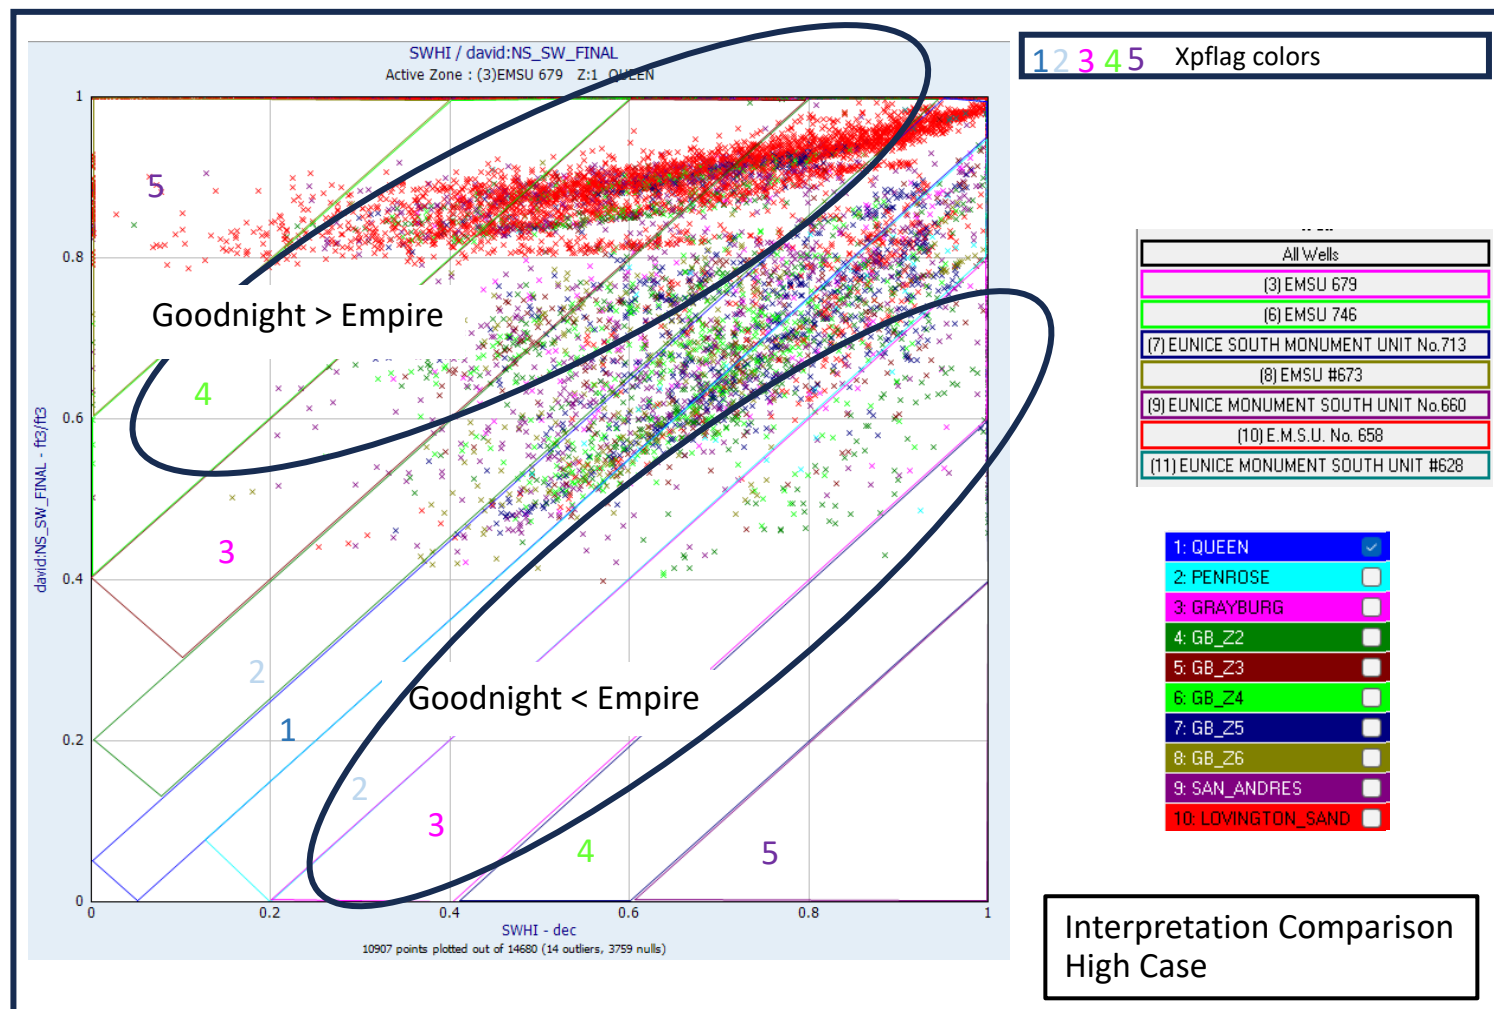 SWHI / david:NS_SW_FINAL
Active Zone : (3)EMSU 679 Z:1 QUEEN
1 2 3 4 5 Xpflag colors
1
0.8
0.6
0.4
0.2
0
david:NS_SW_FINAL - ft3/ft3
5
Goodnight > Empire
4
3
2
1
Goodnight < Empire
2
3
4
5
0
0.2
0.4
0.6
0.8
1
SWHI - dec
10907 points plotted out of 14680 (14 outliers, 3759 nulls)
All Wells
(3) EMSU 679
(6) EMSU 746
(7) EUNICE SOUTH MONUMENT UNIT No.713
(8) EMSU #673
(9) EUNICE MONUMENT SOUTH UNIT No.660
(10) E.M.S.U. No. 658
(11) EUNICE MONUMENT SOUTH UNIT #628
1: QUEEN
2: PENROSE
3: GRAYBURG
4: GB_Z2
5: GB_Z3
6: GB_Z4
7: GB_Z5
8: GB_Z6
9: SAN_ANDRES
10: LOVINGTON_SAND
Interpretation Comparison
High Case